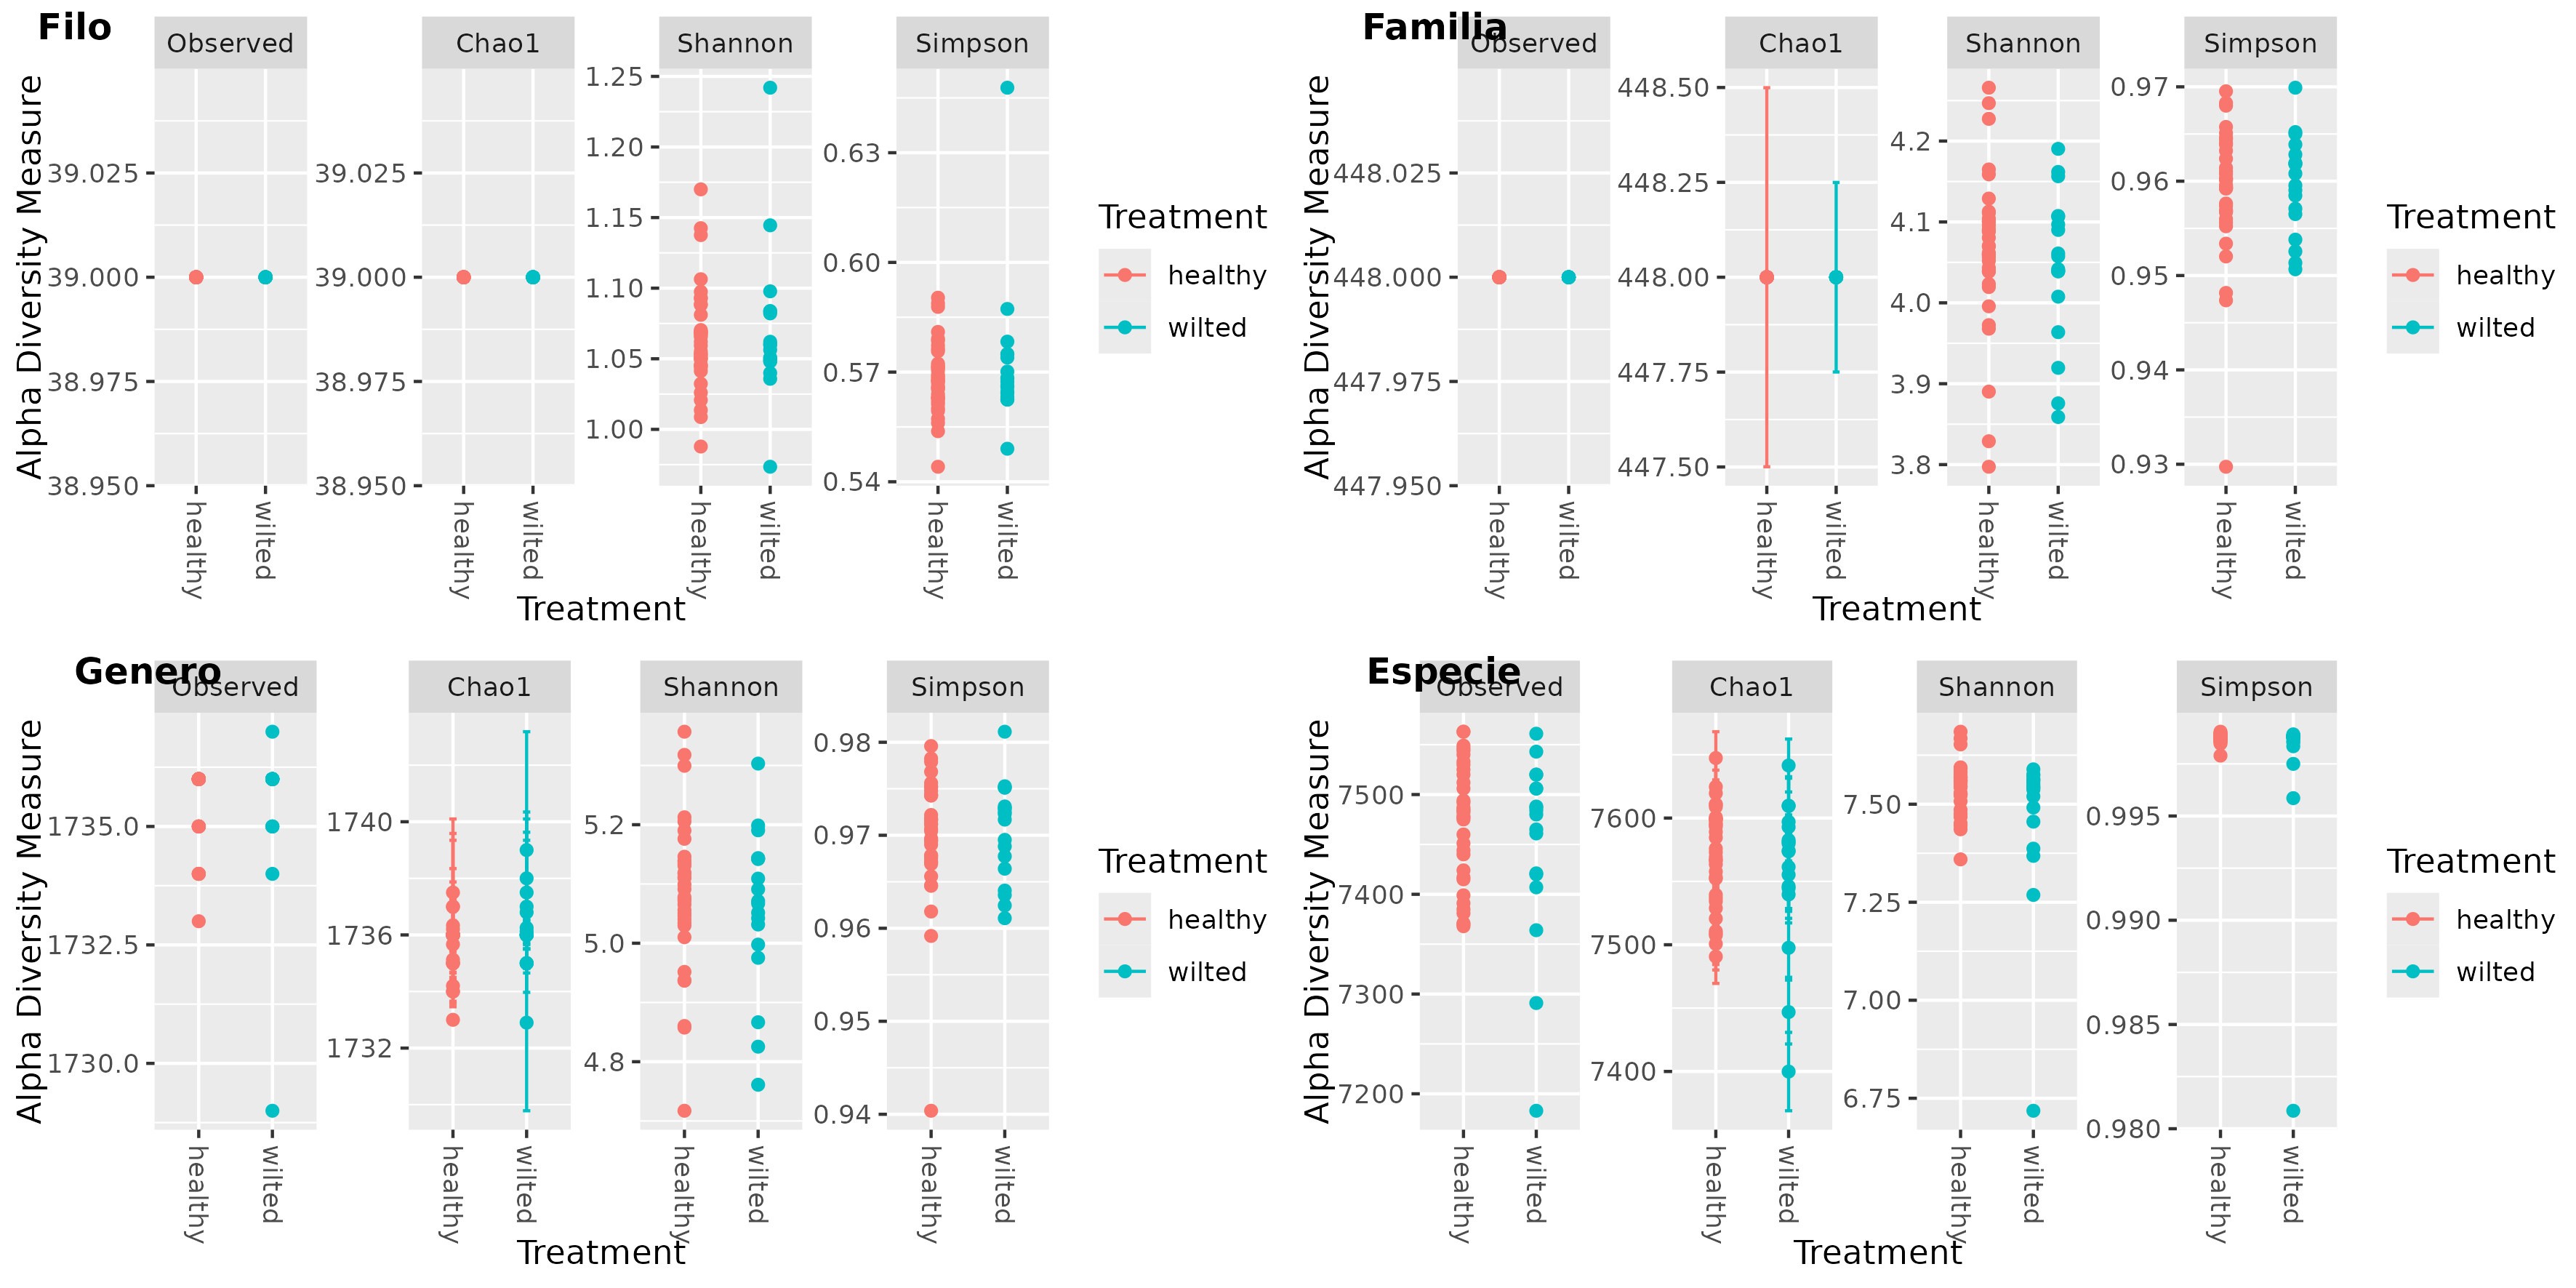 Filo
Observed
Chao1
Shannon
Simpson
Alpha Diversity Measure
39.025
39.000
38.975
38.950
39.025
39.000
38.975
38.950
1.25
1.20
1.15
1.10
1.05
1.00
0.63
0.60
0.57
0.54
healthy
wilted
healthy
wilted
healthy
wilted
healthy
wilted
Treatment
Treatment
healthy
wilted
Familia
Observed
Chao1
Shannon
Simpson
Alpha Diversity Measure
448.025
448.000
447.975
447.950
448.50
448.25
448.00
447.75
447.50
4.2
4.1
4.0
3.9
3.8
0.97
0.96
0.95
0.94
0.93
healthy
wilted
healthy
wilted
healthy
wilted
healthy
wilted
Treatment
Treatment
healthy
wilted
Genero
Observed
Chao1
Shannon
Simpson
Alpha Diversity Measure
1735.0
1732.5
1730.0
1740
1736
1732
5.2
5.0
4.8
0.98
0.97
0.96
0.95
0.94
healthy
wilted
healthy
wilted
healthy
wilted
healthy
wilted
Treatment
Treatment
healthy
wilted
Especie
Observed
Chao1
Shannon
Simpson
Alpha Diversity Measure
7500
7400
7300
7200
7600
7500
7400
7.50
7.25
7.00
6.75
0.995
0.990
0.985
0.980
healthy
wilted
healthy
wilted
healthy
wilted
healthy
wilted
Treatment
Treatment
healthy
wilted